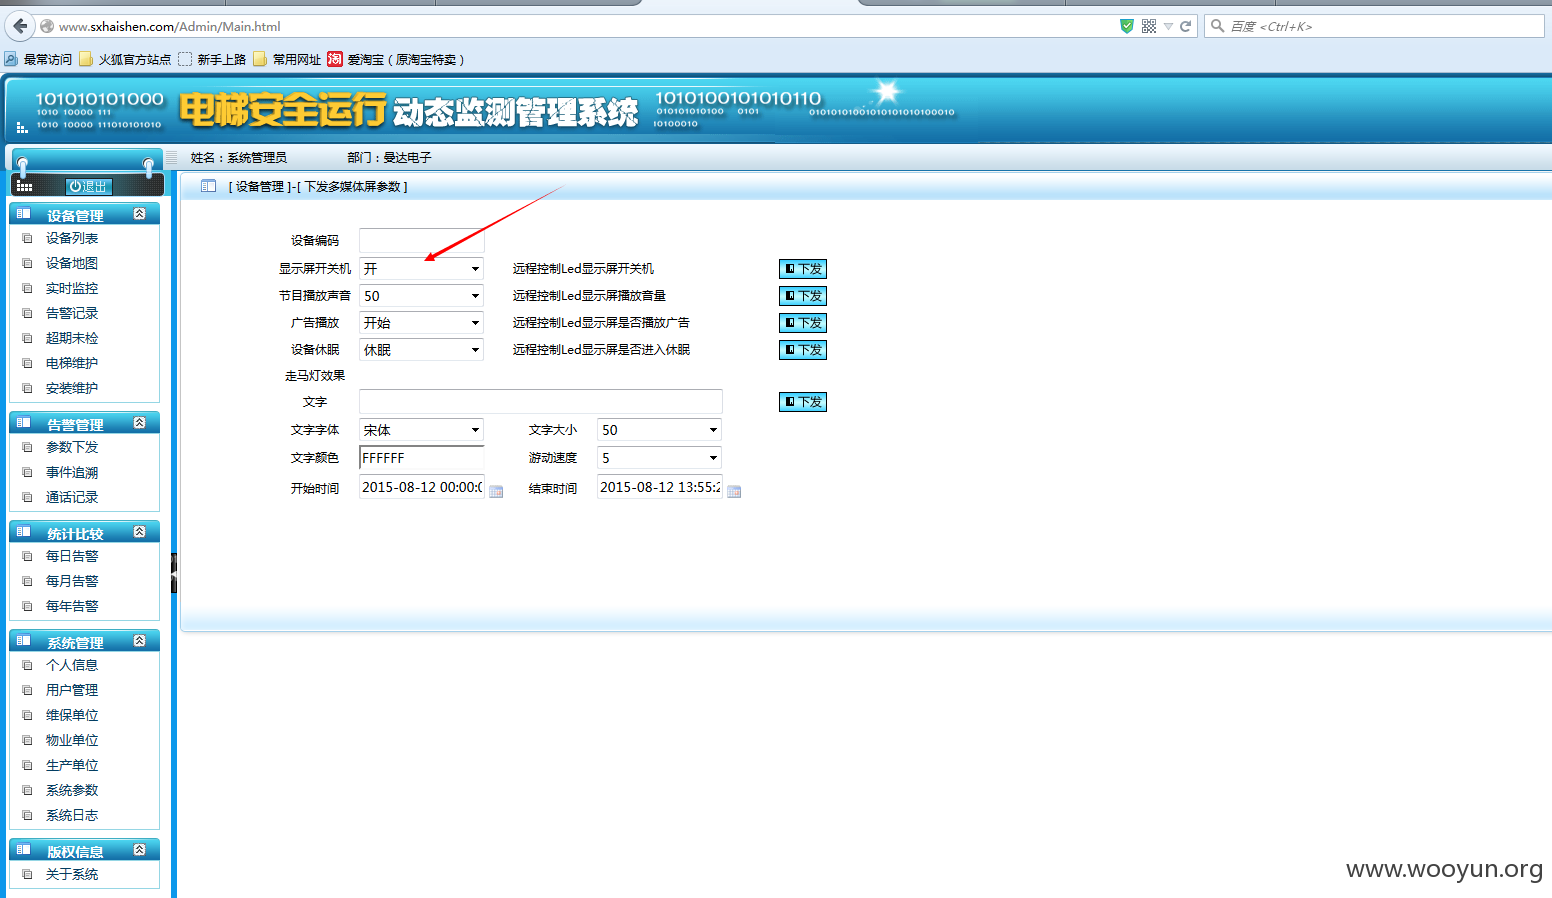 www.sxhaishen.com/Admin/Main.html
百度 <Ctrl+K>
最常访问 火狐官方站点 新手上路 常用网址 淘 爱淘宝（原淘宝特卖）
101010101000
1010 10000 111
1010 10000 11101010101010
电梯安全运行 动态监测管理系统
1010100101010110
010101010100 0101
10100010
姓名：系统管理员 部门：曼达电子
退出
[ 设备管理 ]-[ 下发多媒体屏参数 ]
设备管理
设备列表
设备地图
实时监控
告警记录
超期未检
电梯维护
安装维护
告警管理
参数下发
事件追溯
通话记录
统计比较
每日告警
每月告警
每年告警
系统管理
个人信息
用户管理
维保单位
物业单位
生产单位
系统参数
系统日志
版权信息
关于系统
设备编码
显示屏开关机 开 远程控制Led显示屏开关机 下发
节目播放声音 50 远程控制Led显示屏播放音量 下发
广告播放 开始 远程控制Led显示屏是否播放广告 下发
设备休眠 休眠 远程控制Led显示屏是否进入休眠 下发
走马灯效果
文字 下发
文字字体 宋体 文字大小 50
文字颜色 FFFFFF 游动速度 5
开始时间 2015-08-12 00:00:0 结束时间 2015-08-12 13:55:2
www.wooyun.org